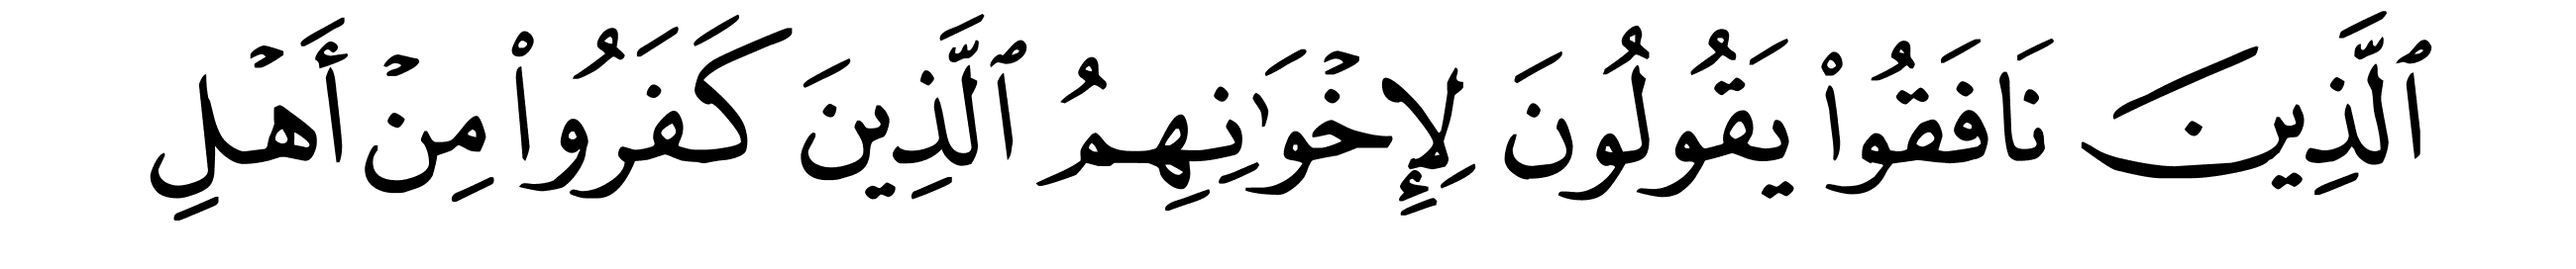 ٱلَّذِينَ نَافَقُوا۟ يَقُولُونَ لِإِخْوَٰنِهِمُ ٱلَّذِينَ كَفَرُوا۟ مِنْ أَهْلِ